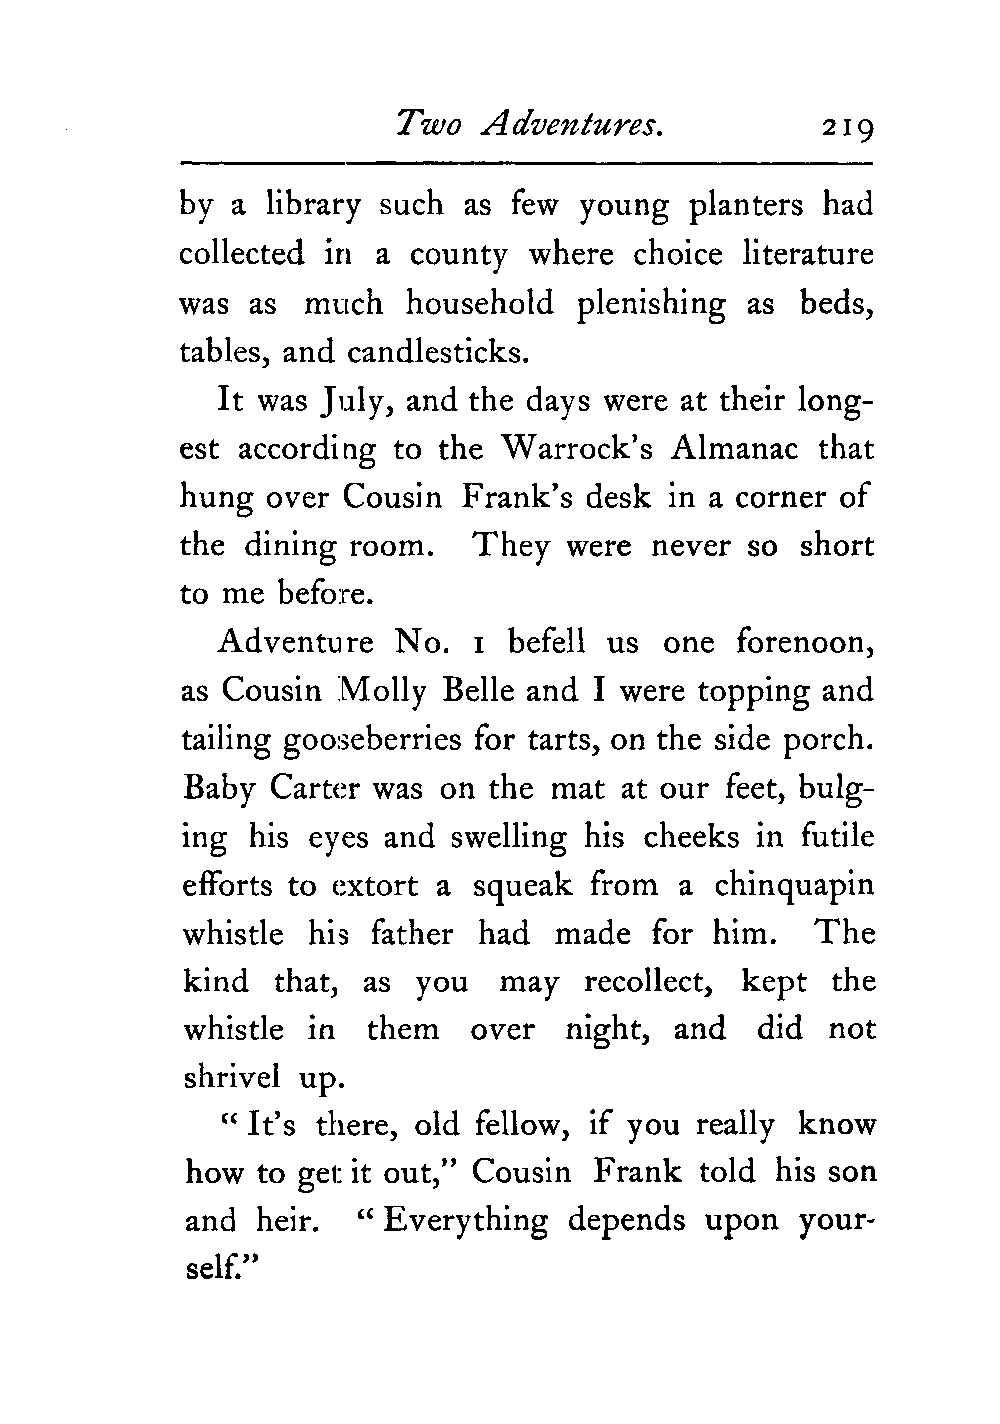 Two Adventures. 219
by a library such as few young planters had
collected in a county where choice literature
was as much household plenishing as beds,
tables, and candlesticks.
It was July, and the days were at their long-
est according to the Warrock's Almanac that
hung over Cousin Frank's desk in a corner of
the dining room. They were never so short
to me before.
Adventure No. 1 befell us one forenoon,
as Cousin Molly Belle and I were topping and
tailing gooseberries for tarts, on the side porch.
Baby Carter was on the mat at our feet, bulg-
ing his eyes and swelling his cheeks in futile
efforts to extort a squeak from a chinquapin
whistle his father had made for him. The
kind that, as you may recollect, kept the
whistle in them over night, and did not
shrivel up.
"It's there, old fellow, if you really know
how to get it out," Cousin Frank told his son
and heir. "Everything depends upon your-
self."